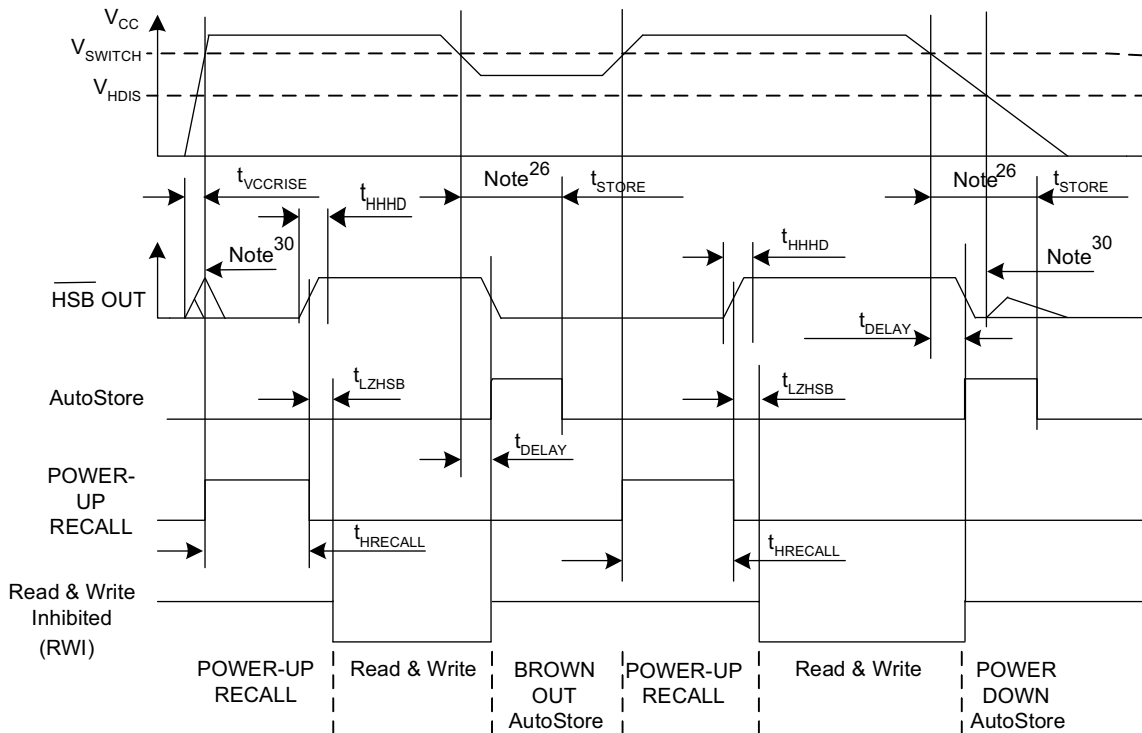 VCC
VSWITCH
VHDIS
tVCCRISE
Note26
tSTORE
Note26
tSTORE
tHHHD
Note30
tHHHD
Note30
HSB OUT
tDELAY
tLZHSB
tLZHSB
AutoStore
tDELAY
POWER-
UP
RECALL
tHRECALL
tHRECALL
Read & Write
Inhibited
(RWI)
POWER-UP
RECALL
Read & Write
BROWN
OUT
AutoStore
POWER-UP
RECALL
Read & Write
POWER
DOWN
AutoStore